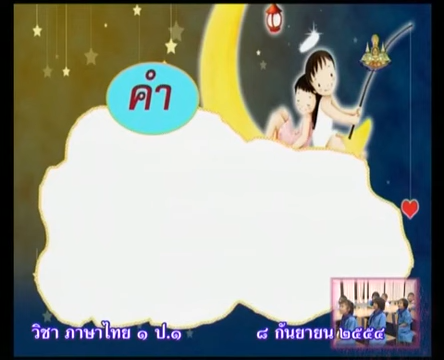 คำ
วิชา ภาษาไทย ๑ ป.๑
๘ กันยายน ๒๕๕๔